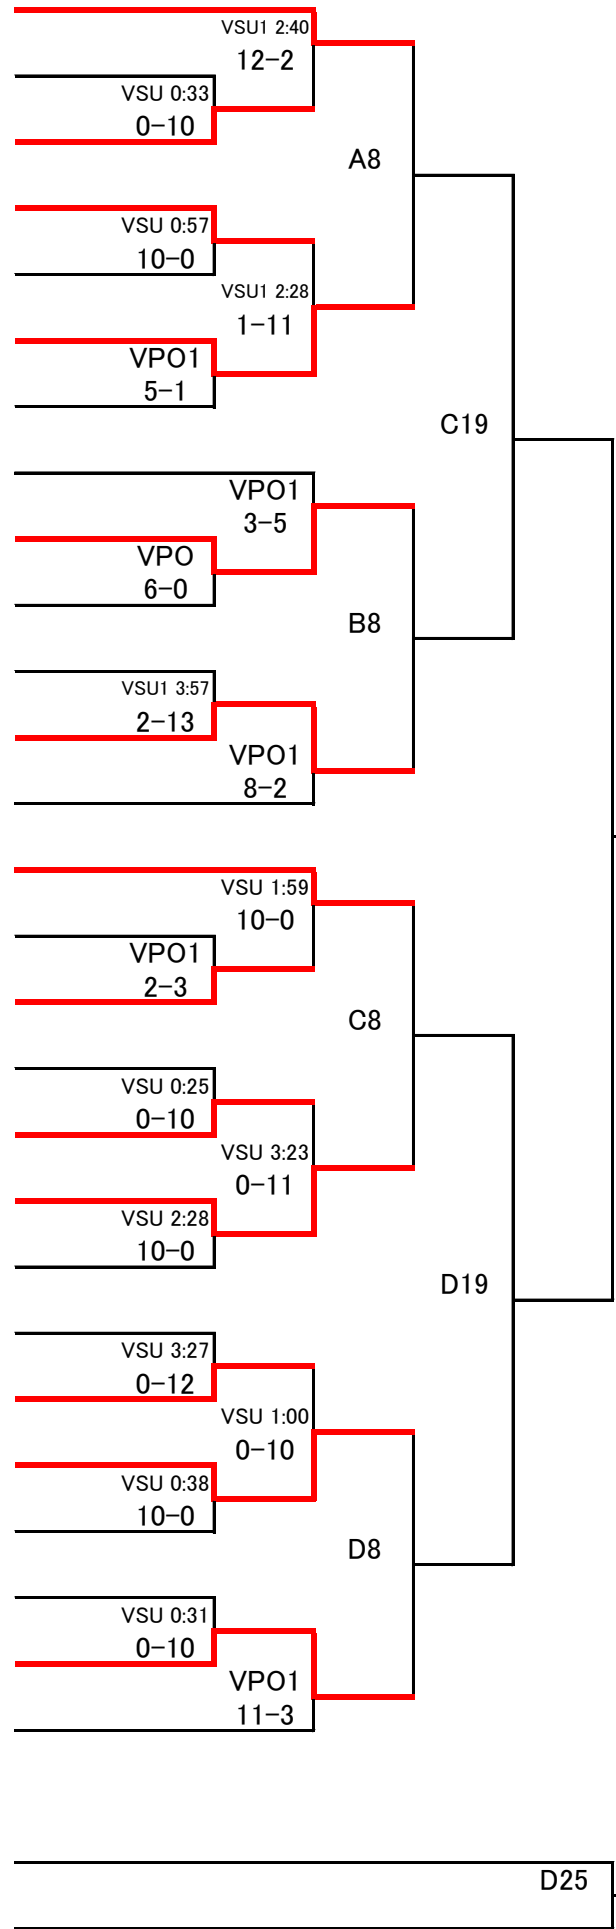 VSU1 2:40
12-2
VSU 0:33
0-10
A8
VSU 0:57
10-0
VSU1 2:28
1-11
VPO1
5-1
C19
VPO1
3-5
VPO
6-0
B8
VSU1 3:57
2-13
VPO1
8-2
VSU 1:59
10-0
VPO1
2-3
C8
VSU 0:25
0-10
VSU 3:23
0-11
VSU 2:28
10-0
D19
VSU 3:27
0-12
VSU 1:00
0-10
VSU 0:38
10-0
D8
VSU 0:31
0-10
VPO1
11-3
D25